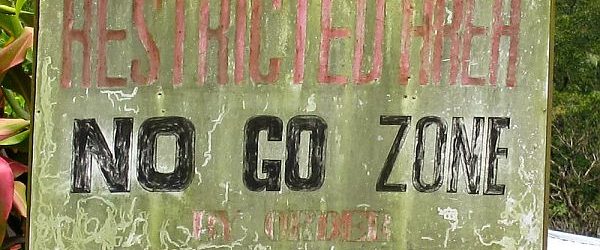 RESTRICTED AREA
NO GO ZONE
BY ORDER